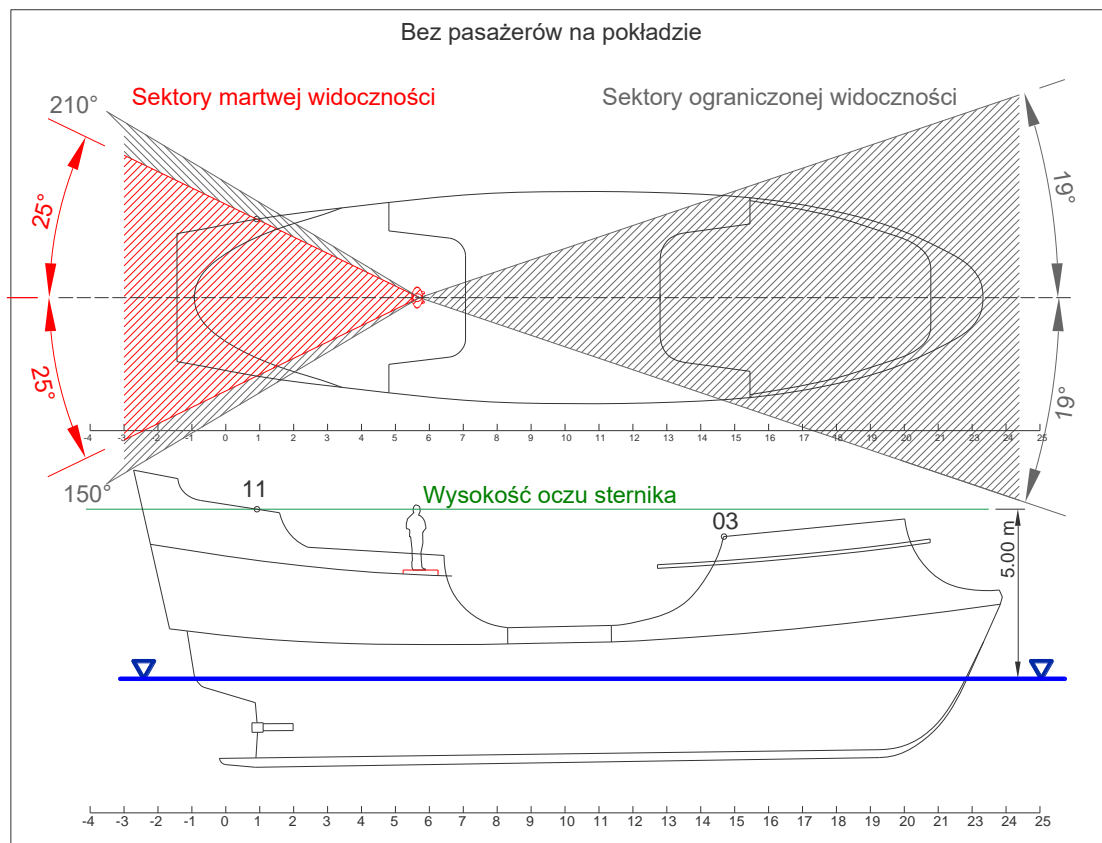 Bez pasażerów na pokładzie
Sektory martwej widoczności
Sektory ograniczonej widoczności
210°
25°
19°
25°
19°
-4 -3 -2 -1 0 1 2 3 4 5 6 7 8 9 10 11 12 13 14 15 16 17 18 19 20 21 22 23 24 25
150°
11
Wysokość oczu sternika
03
5.00 m
-4 -3 -2 -1 0 1 2 3 4 5 6 7 8 9 10 11 12 13 14 15 16 17 18 19 20 21 22 23 24 25